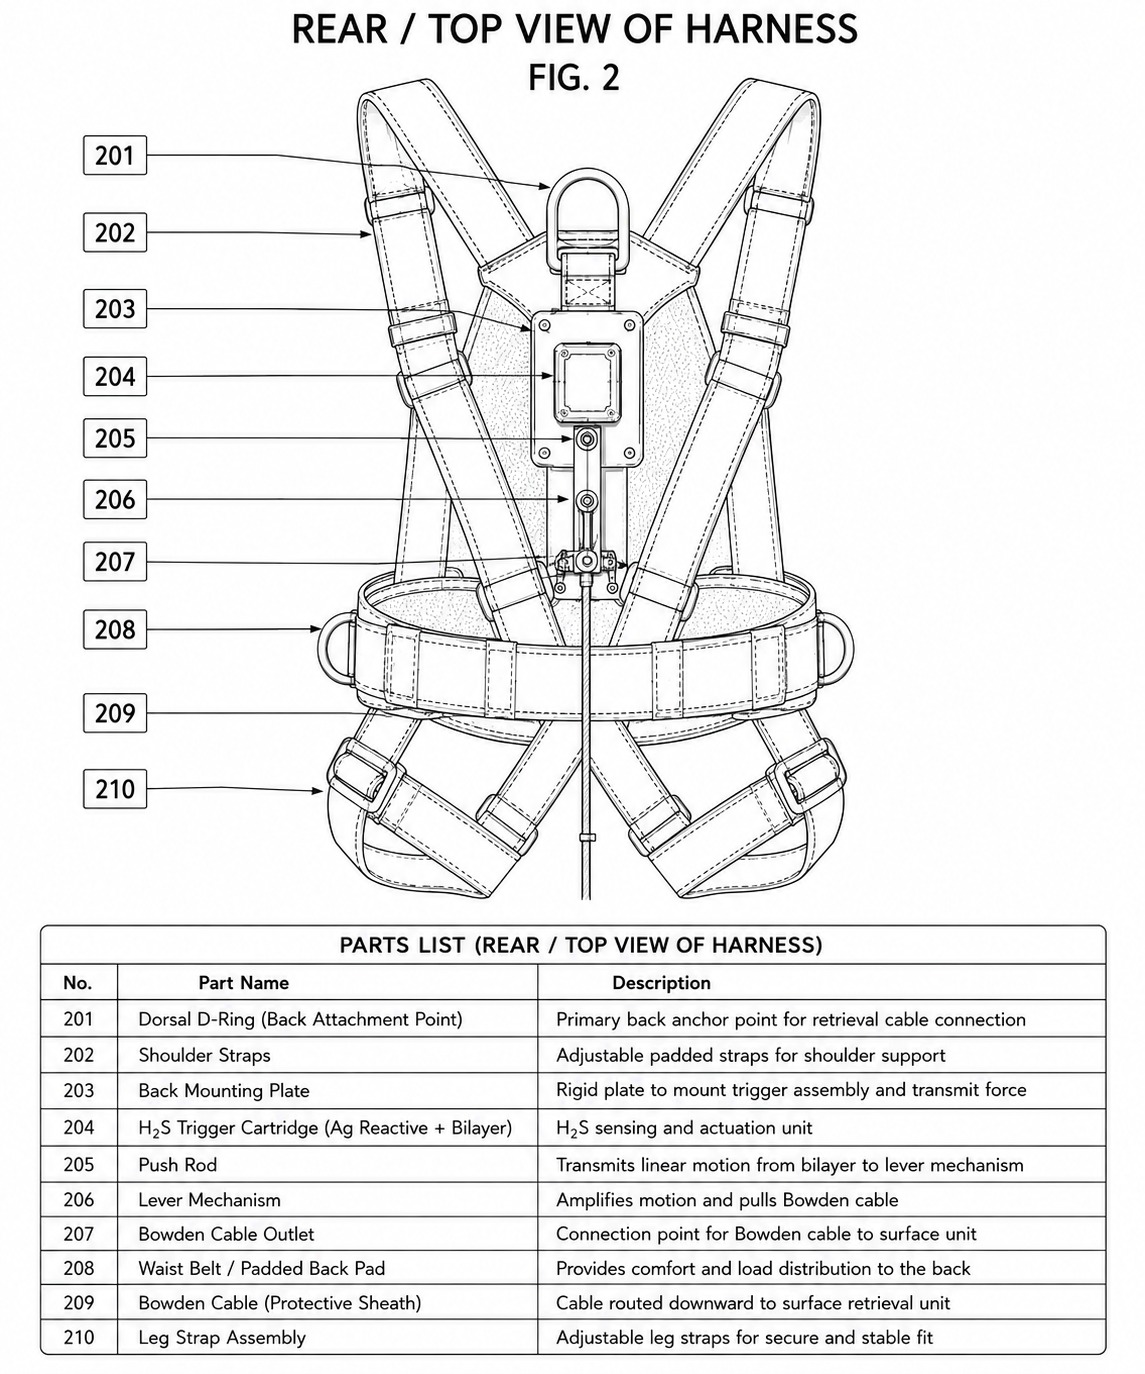 REAR / TOP VIEW OF HARNESS
FIG. 2
201
202
203
204
205
206
207
208
209
210
PARTS LIST (REAR / TOP VIEW OF HARNESS)
No. Part Name Description
201 Dorsal D-Ring (Back Attachment Point) Primary back anchor point for retrieval cable connection
202 Shoulder Straps Adjustable padded straps for shoulder support
203 Back Mounting Plate Rigid plate to mount trigger assembly and transmit force
204 H₂S Trigger Cartridge (Ag Reactive + Bilayer) H₂S sensing and actuation unit
205 Push Rod Transmits linear motion from bilayer to lever mechanism
206 Lever Mechanism Amplifies motion and pulls Bowden cable
207 Bowden Cable Outlet Connection point for Bowden cable to surface unit
208 Waist Belt / Padded Back Pad Provides comfort and load distribution to the back
209 Bowden Cable (Protective Sheath) Cable routed downward to surface retrieval unit
210 Leg Strap Assembly Adjustable leg straps for secure and stable fit